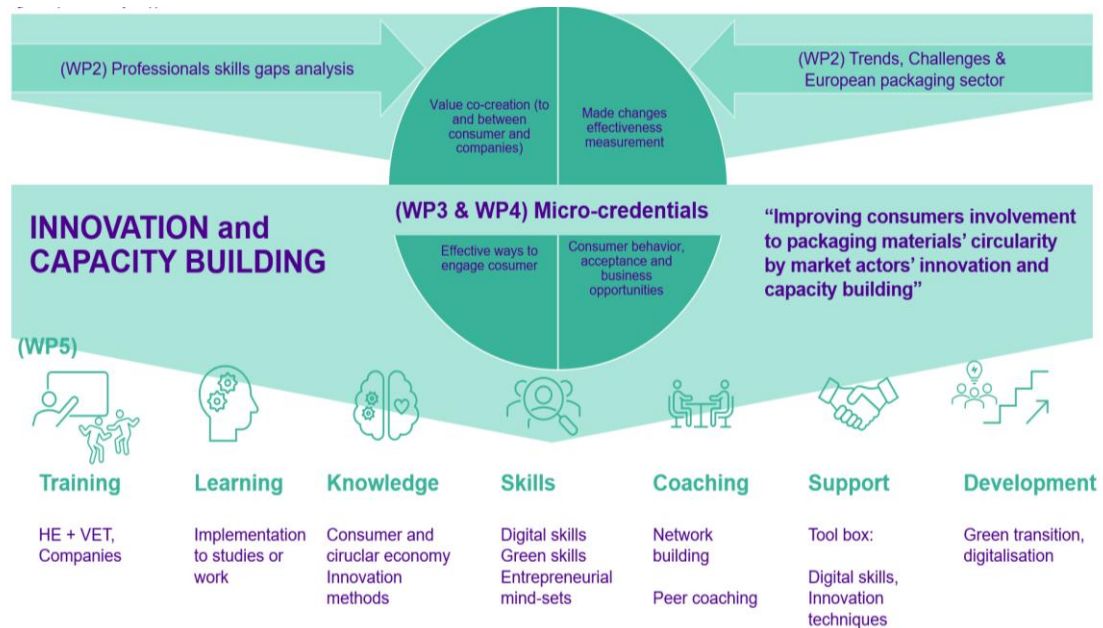 (WP2) Professionals skills gaps analysis
(WP2) Trends, Challenges &
European packaging sector
Value co-creation (to
and between
consumer and
companies)
Made changes
effectiveness
measurement
INNOVATION and
CAPACITY BUILDING
(WP3 & WP4) Micro-credentials
“Improving consumers involvement
to packaging materials’ circularity
by market actors’ innovation and
capacity building”
Effective ways to
engage cosumer
Consumer behavior,
acceptance and
business
opportunities
(WP5)
Training
HE + VET,
Companies
Learning
Implementation
to studies or
work
Knowledge
Consumer and
ciruclar economy
Innovation
methods
Skills
Digital skills
Green skills
Entrepreneurial
mind-sets
Coaching
Network
building
Peer coaching
Support
Tool box:
Digital skills,
Innovation
techniques
Development
Green transition,
digitalisation